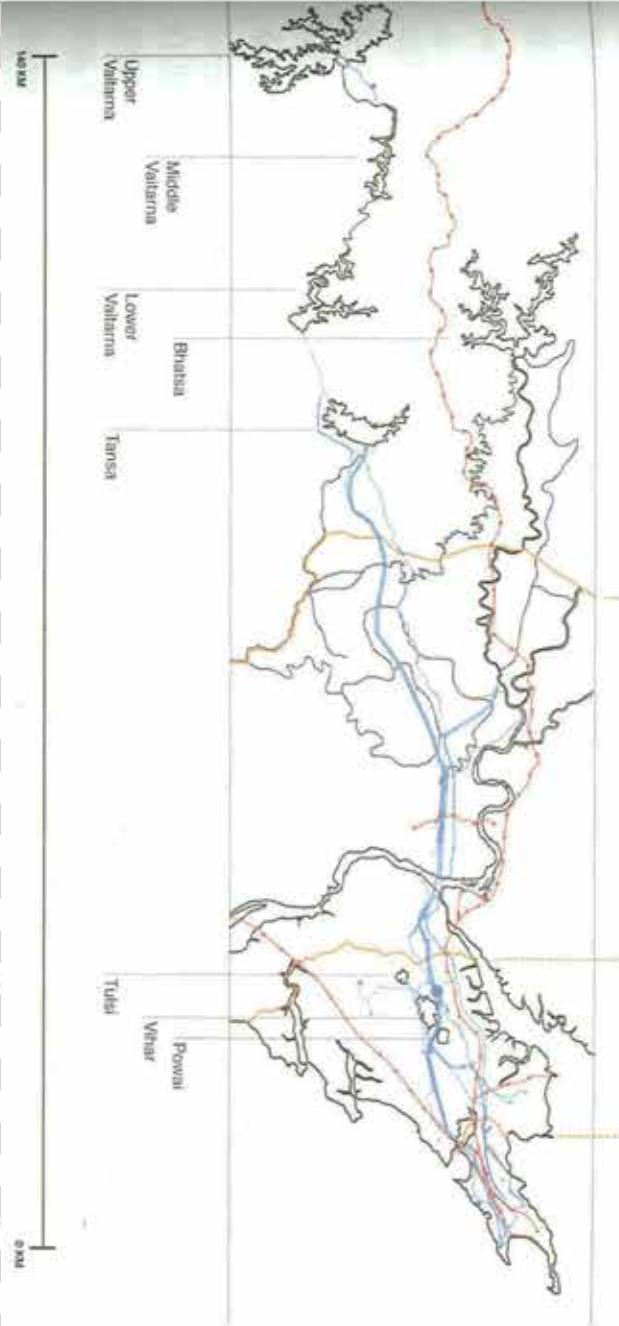 Upper
Vaitarna
Middle
Vaitarna
Lower
Vaitarna
Bhatsa
Tansa
Tulsi
Vihar
Powai
140 KM
0 KM